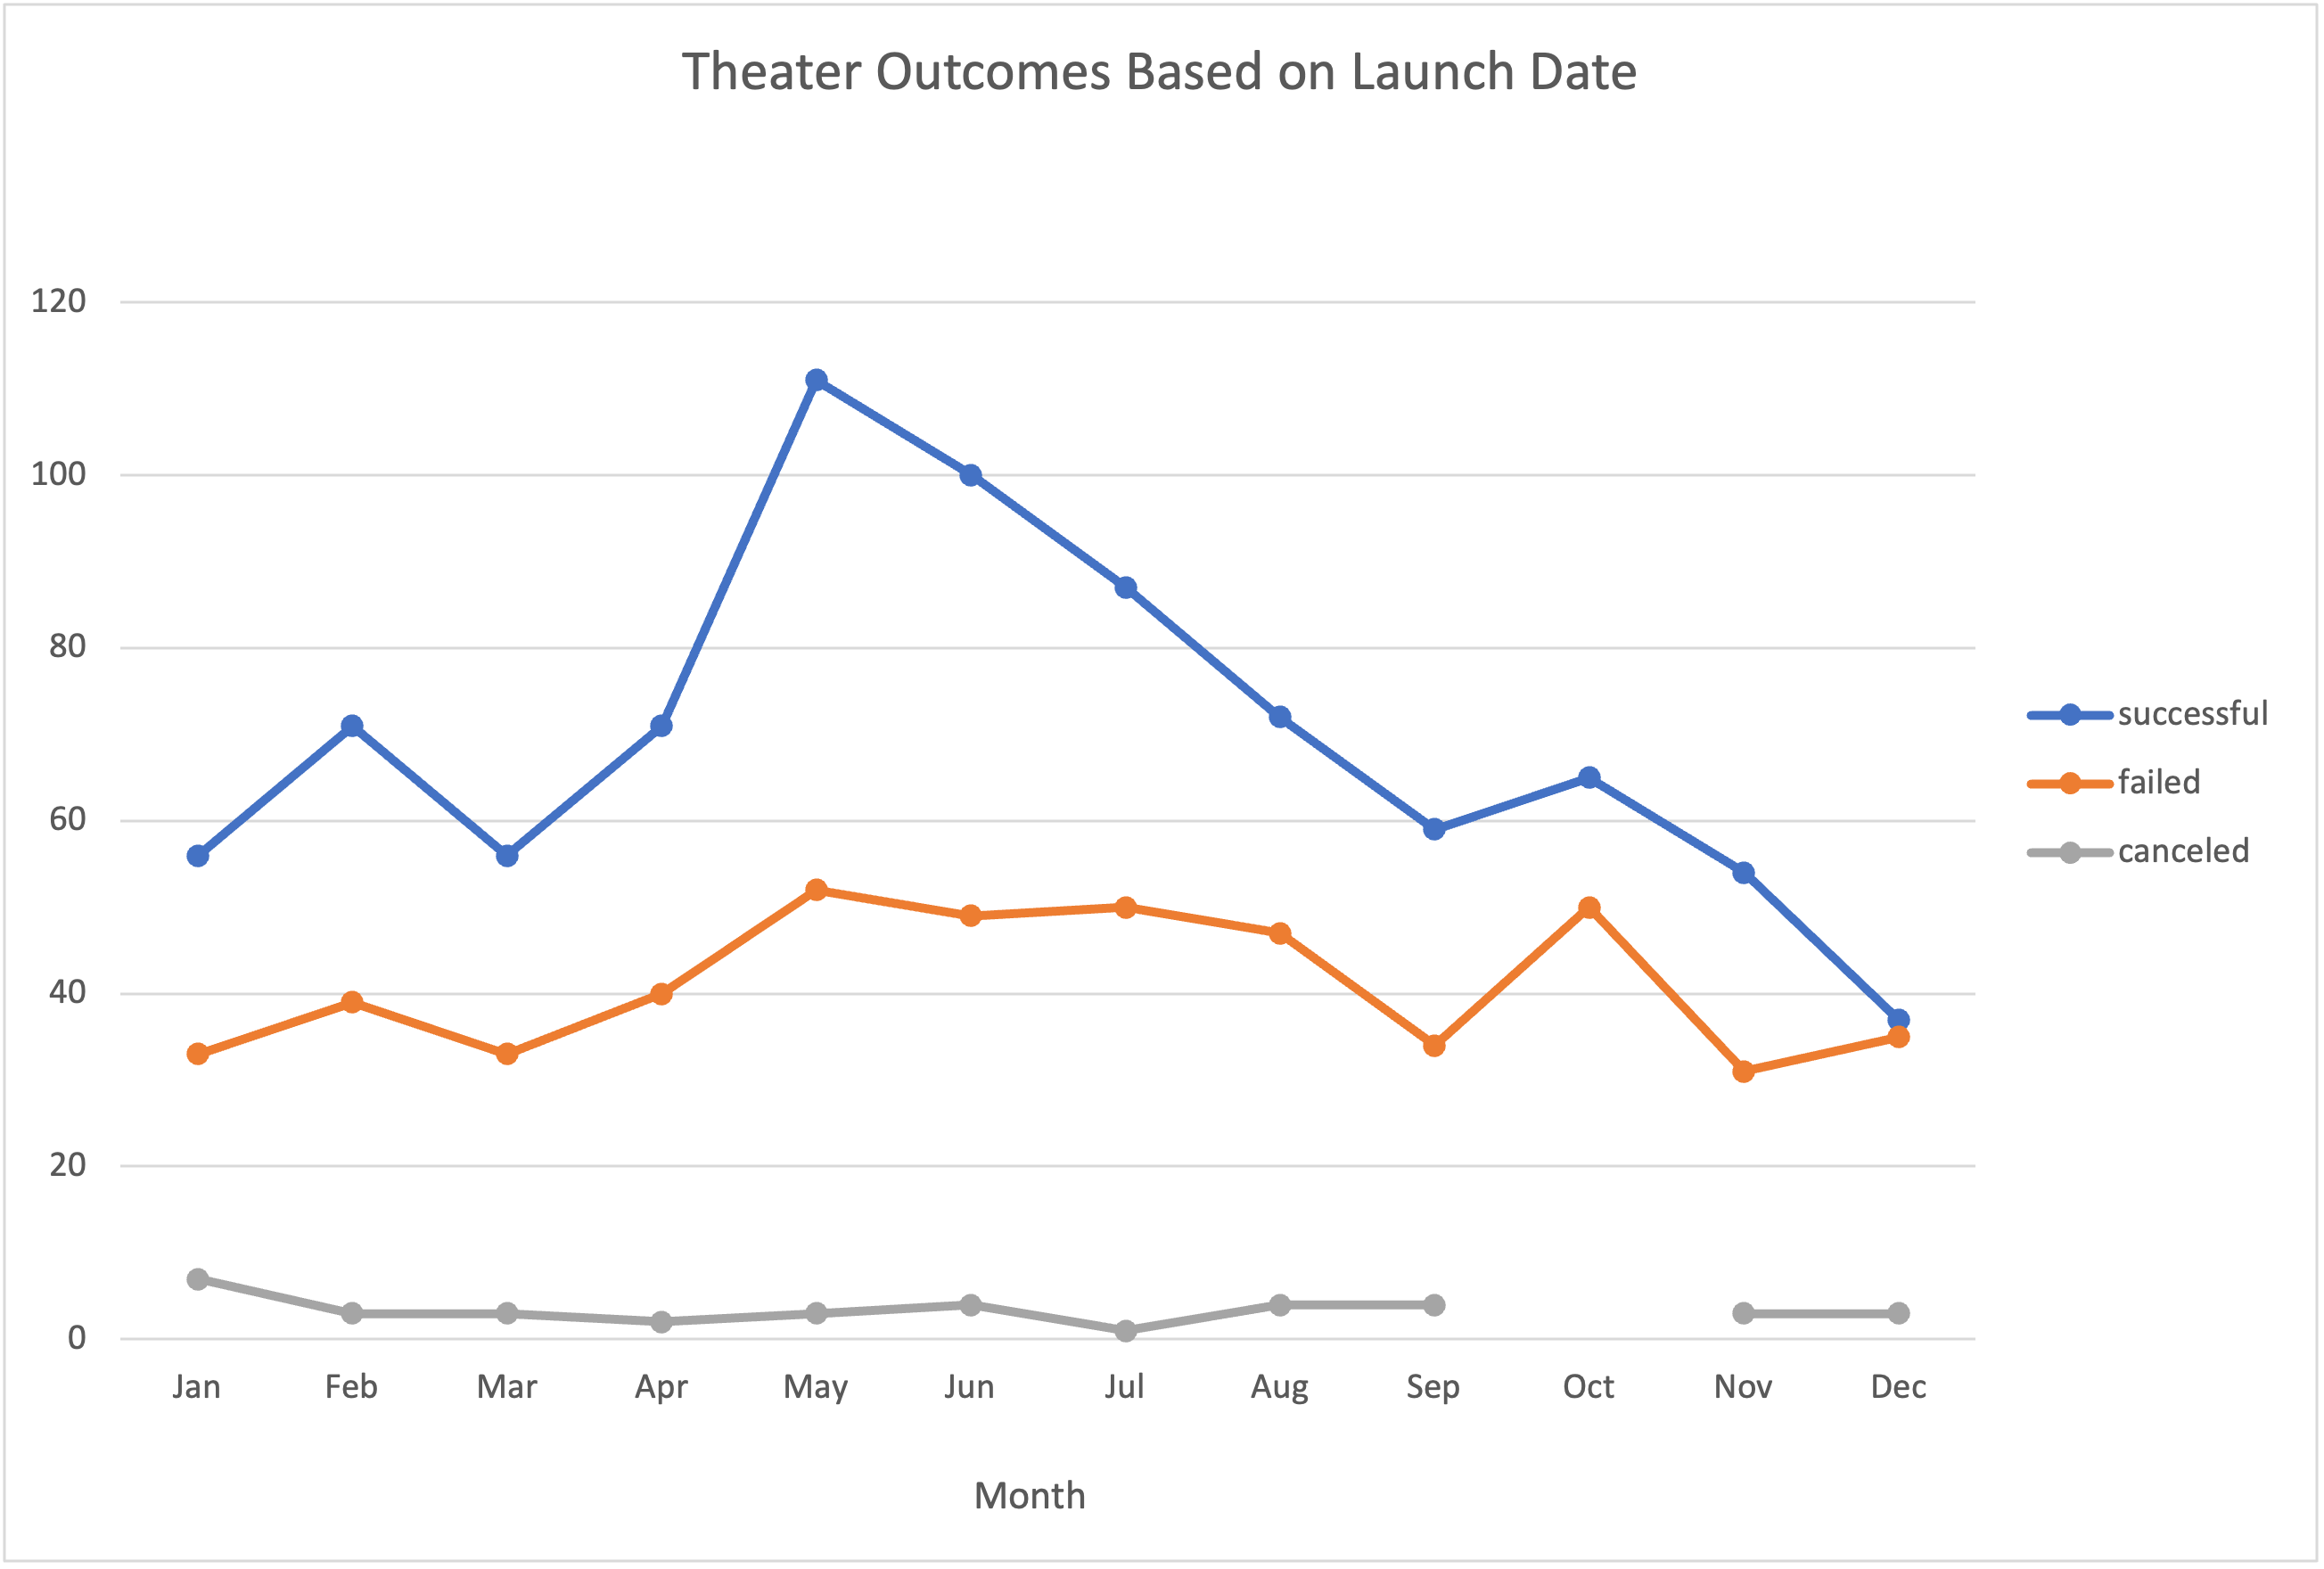 Theater Outcomes Based on Launch Date
120
100
80
60
40
20
0
Jan Feb Mar Apr May Jun Jul Aug Sep Oct Nov Dec
Month
successful
failed
canceled